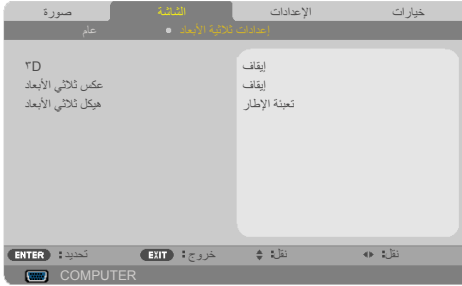 صورة الشاشة الإعدادات خيارات
عام إعدادات ثلاثية الأبعاد
٣D إيقاف
عكس ثلاثي الأبعاد إيقاف
هيكل ثلاثي الأبعاد تعبئة الإطار
ENTER تحديد: EXIT خروج: نقل: نقل:
COMPUTER